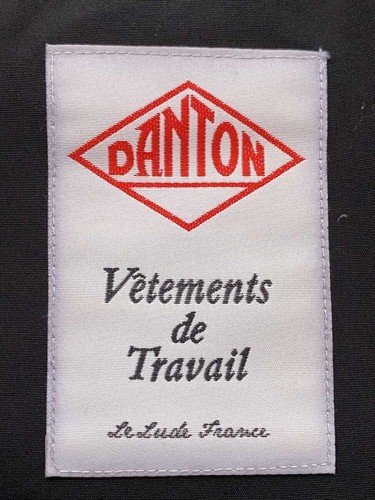 DANTON
Vêtements
de
Travail
Le Lude France